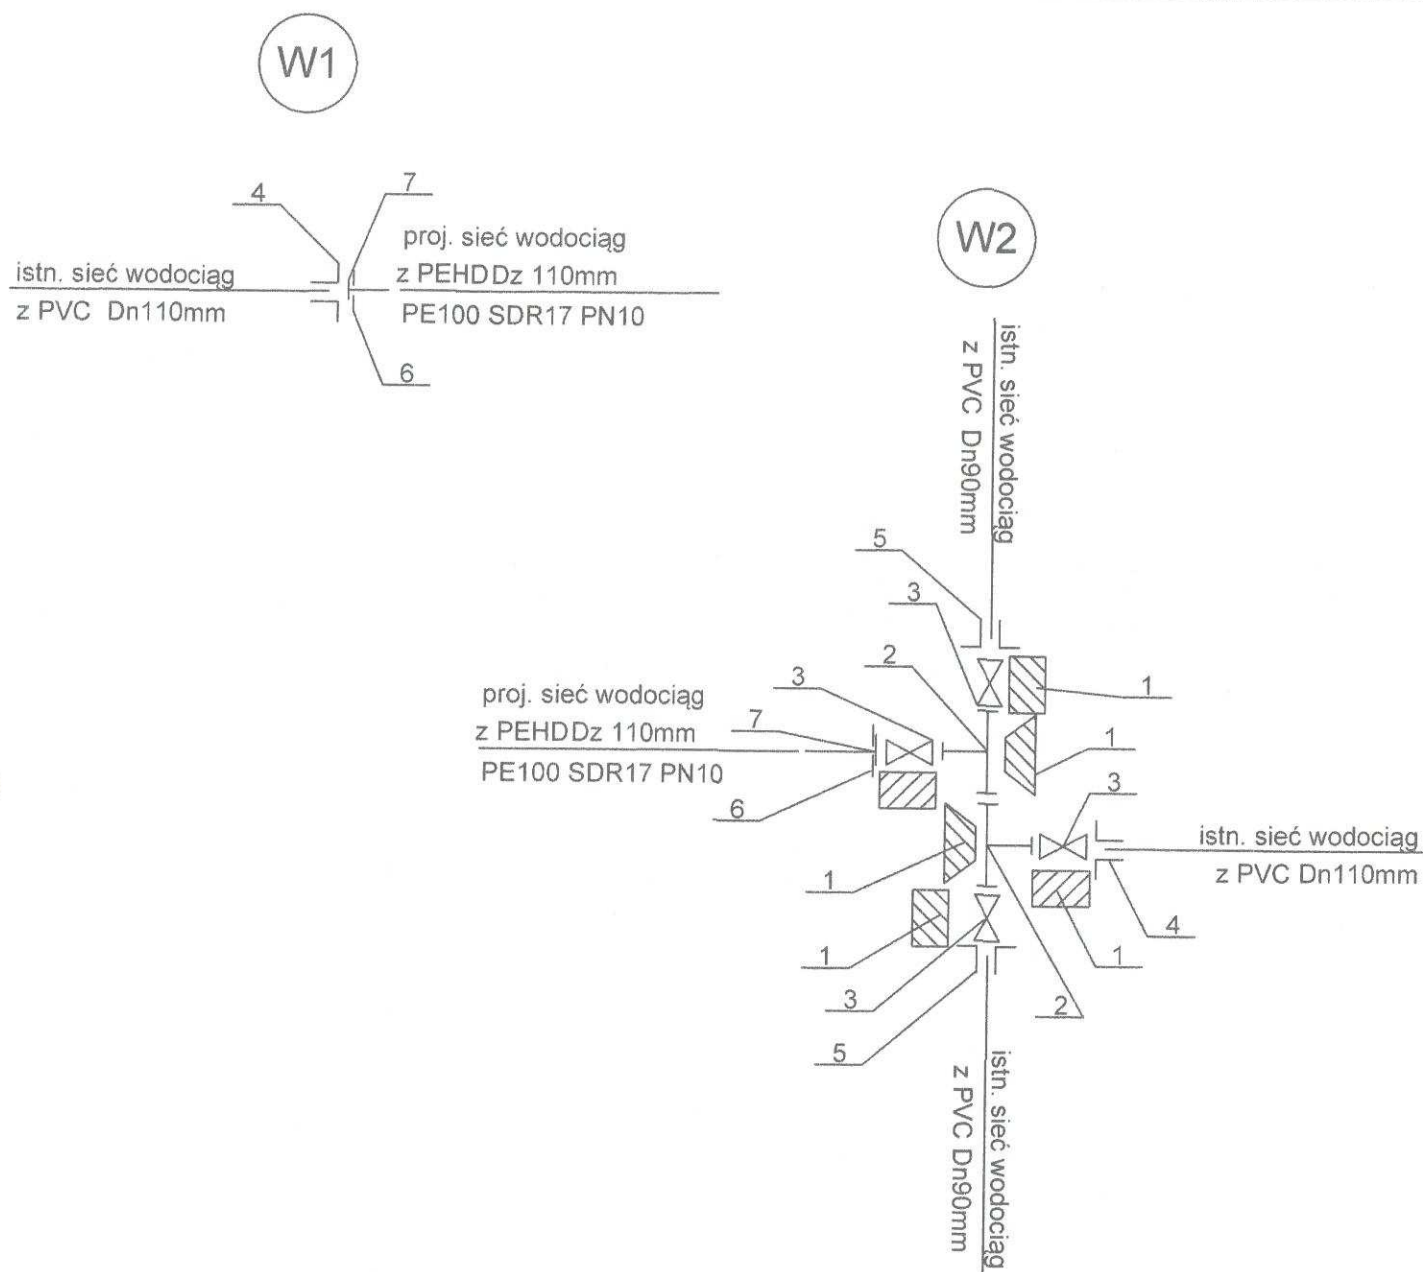 W1
4
7
istn. sieć wodociąg
z PVC Dn110mm
proj. sieć wodociąg
z PEHD Dz 110mm
PE100 SDR17 PN10
6
W2
istn. sieć wodociąg
z PVC Dn90mm
5
3
2
3
1
proj. sieć wodociąg
z PEHD Dz 110mm
7
PE100 SDR17 PN10
1
6
3
istn. sieć wodociąg
z PVC Dn110mm
1
4
1
1
3
2
5
istn. sieć wodociąg
z PVC Dn90mm